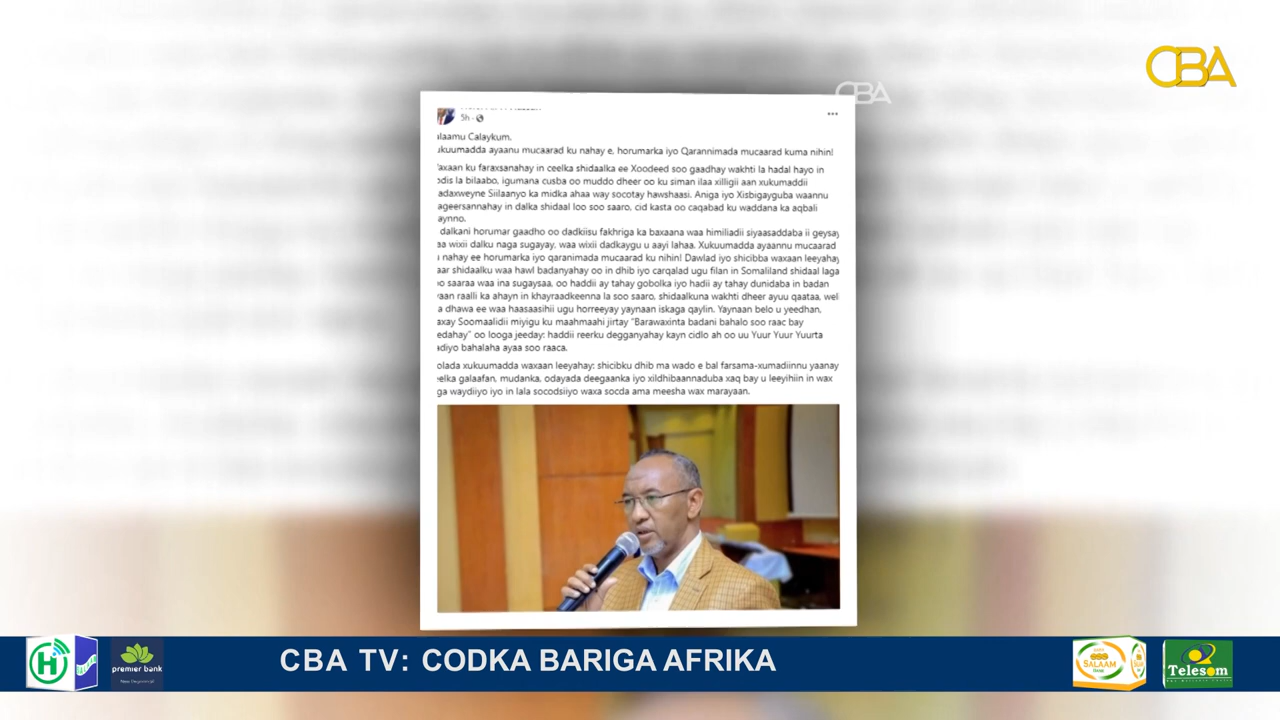 CBA
CBA
5h
alaamu Calaykum.
ukuumadda ayaanu mucaarad ku nahay e, horumarka iyo Qarannimada mucaarad kuma nihin!
axaan ku faraxsanahay in ceelka shidaalka ee Xoodeed soo gaadhay wakhti la hadal hayo in
odis la bilaabo, igumana cusba oo muddo dheer oo ku siman ilaa xilligii aan xukumaddii
adaxweyne Siilaanyo ka midka ahaa way socotay hawshaasi. Aniga iyo Xisbigayguba waannu
ageersannahay in dalka shidaal loo soo saaro, cid kasta oo caqabad ku waddana ka aqbali
aynno.
dalkani horumar gaadho oo dadkiisu fakhriga ka baxaana waa himiliadii siyaasaddaba ii geysay
aa wixii dalku naga sugayay, waa wixii dadkaygu u aayi lahaa. Xukuumadda ayaannu mucaarad
u nahay ee horumarka iyo qaranimada mucaarad ku nihin! Dawlad iyo shicibba waxaan leeyahay
aar shidaalku waa hawl badanyahay oo in dhib iyo carqalad ugu filan in Somaliland shidaal laga
oo saaraa waa ina sugaysaa, oo haddii ay tahay gobolka iyo hadii ay tahay dunidaba in badan
aan raalli ka ahayn in khayraadkeenna la soo saaro, shidaalkuna wakhti dheer ayuu qaataa, wel
a dhawa ee waa haasaasihii ugu horreeyay yaynaan iskaga qaylin. Yaynaan belo u yeedhan,
axay Soomaalidii miyigu ku maahmaahi jirtay "Barawaxinta badani bahalo soo raac bay
edahay" oo looga jeeday: haddii reerku degganyahay kayn cidlo ah oo uu Yuur Yuur Yuurta
adiyo bahalaha ayaa soo raaca.
olada xukuumadda waxaan leeyahay: shicibku dhib ma wado e bal farsama-xumadiinnu yaanay
eelka galaafan, mudanka, odayada deegaanka iyo xildhibaannaduba xaq bay u leeyihiin in wax
ga waydiiyo iyo in lala socodsiiyo waxa socda ama meesha wax marayaan.
premier bank
CBA TV: CODKA BARIGA AFRIKA
SALAAM
Telesom